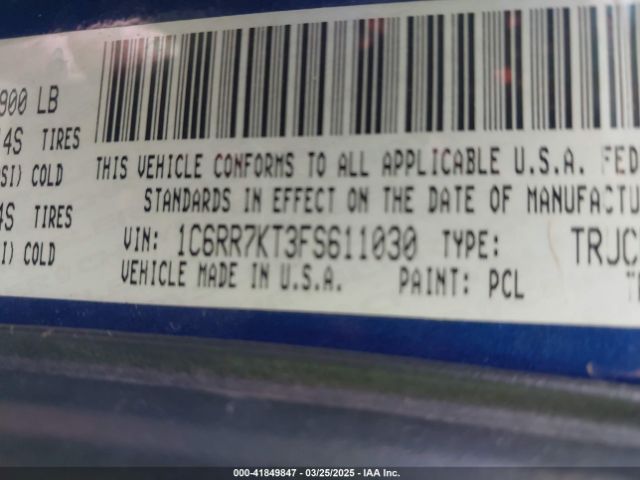 900 LB
4S TIRES
SI) COLD
4S TIRES
I) COLD
THIS VEHICLE CONFORMS TO ALL APPLICABLE U.S.A. FED
STANDARDS IN EFFECT ON THE DATE OF MANUFACTU
VIN: 1C6RR7KT3FS611030 TYPE: TRUC
VEHICLE MADE IN U.S.A. PAINT: PCL
000-41849847 | 03/25/2025 - IAA Inc.